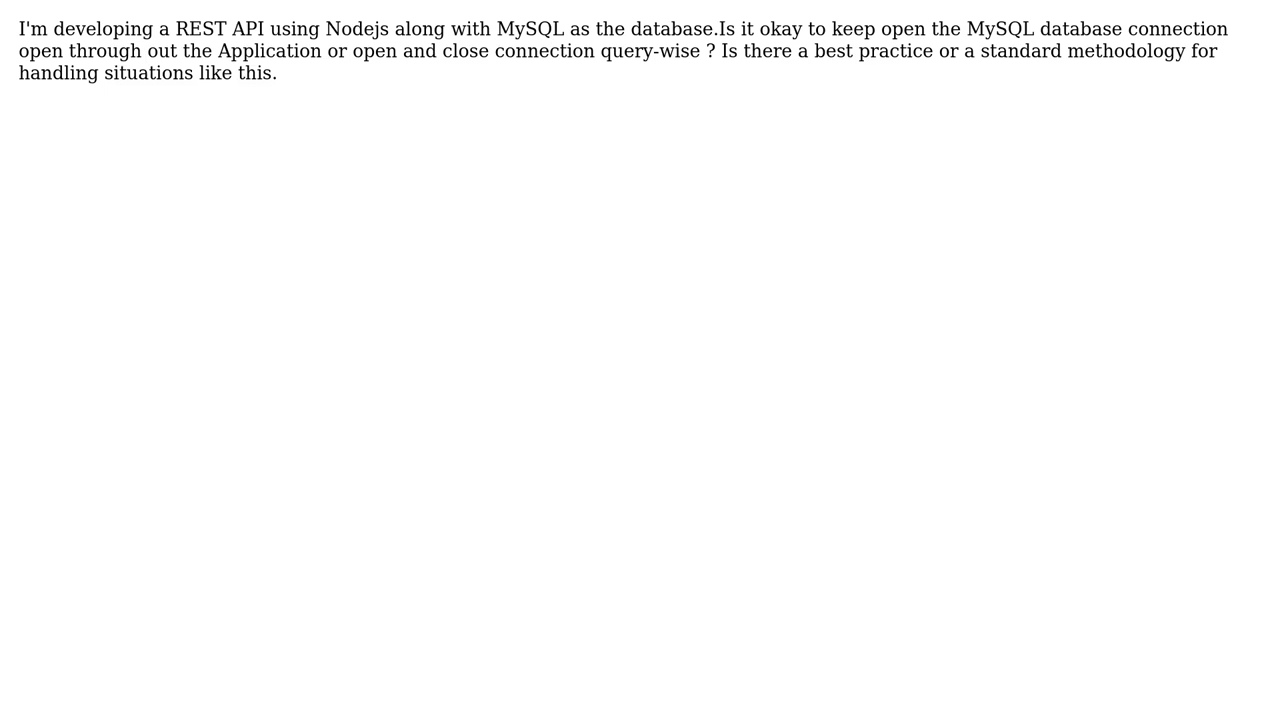 I'm developing a REST API using Nodejs along with MySQL as the database.Is it okay to keep open the MySQL database connection
open through out the Application or open and close connection query-wise ? Is there a best practice or a standard methodology for
handling situations like this.